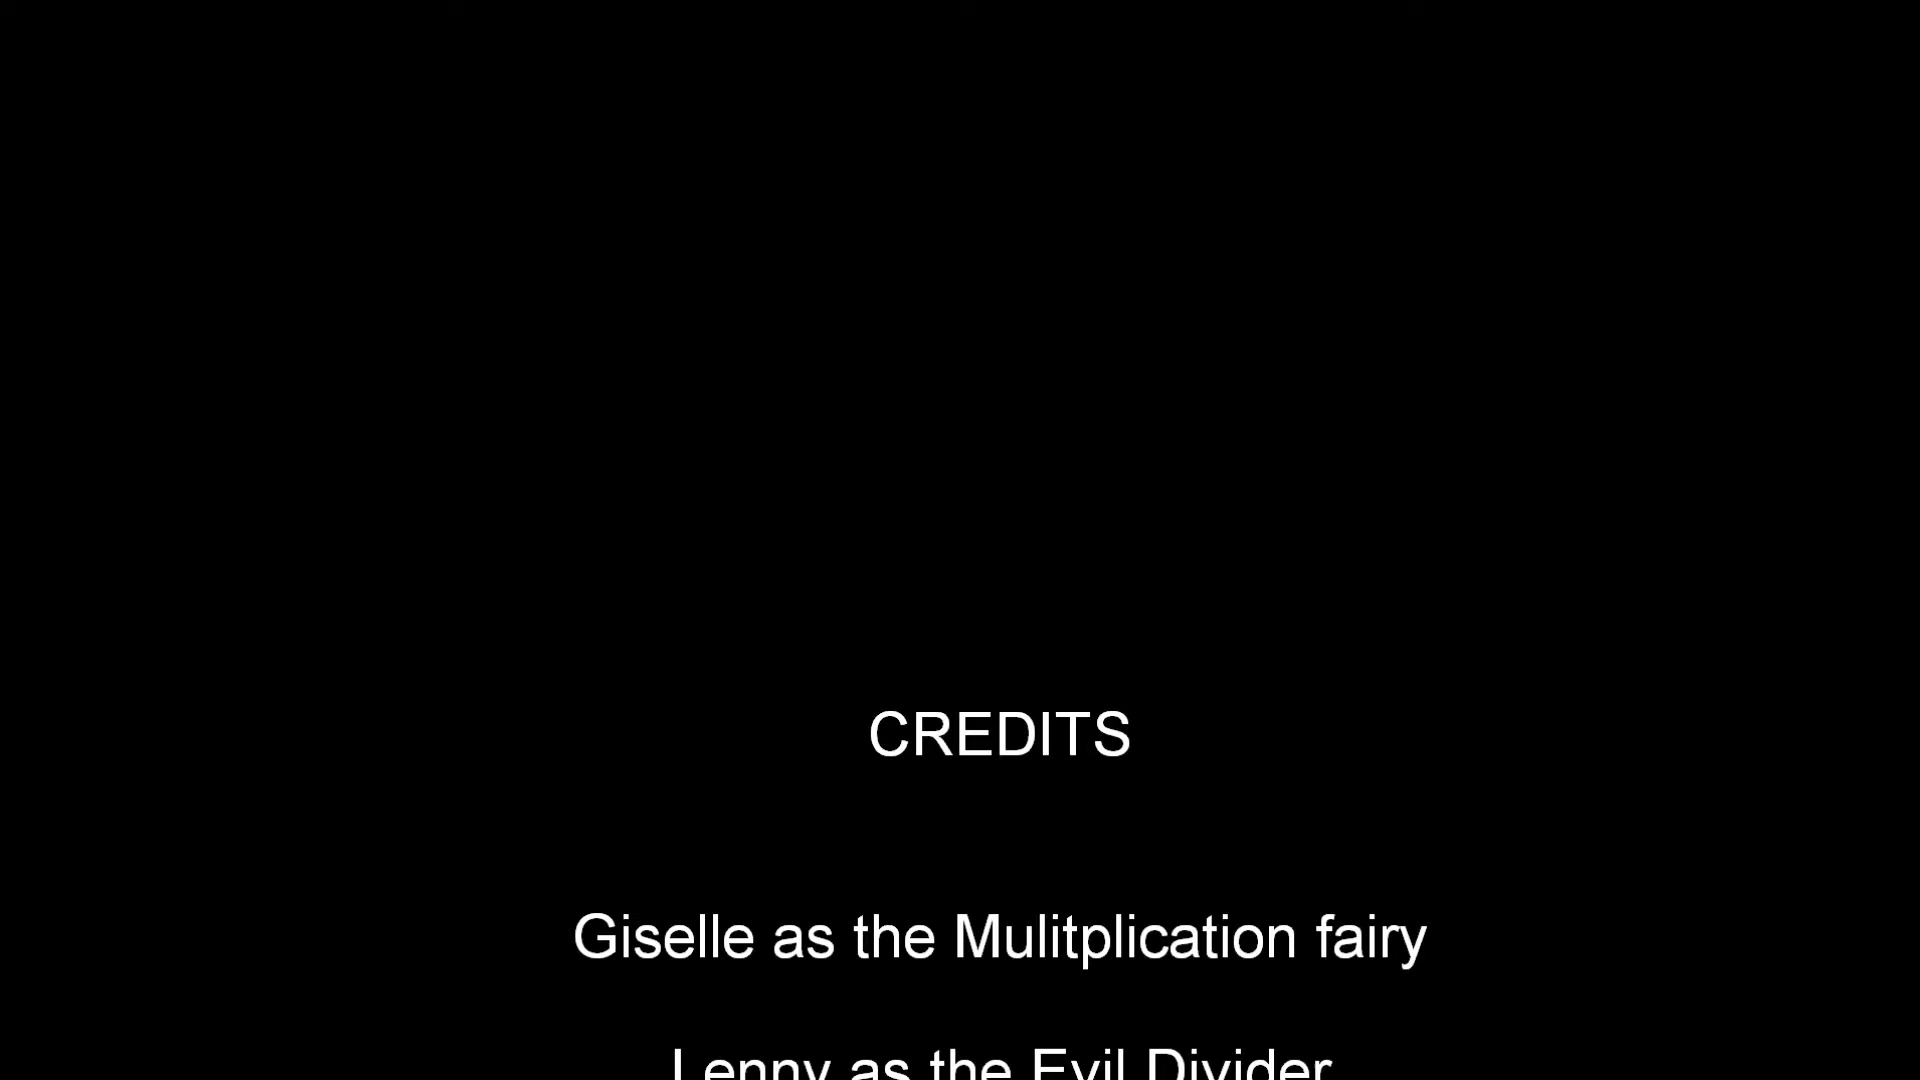 CREDITS
Giselle as the Mulitplication fairy
Lenny as the Evil Divider